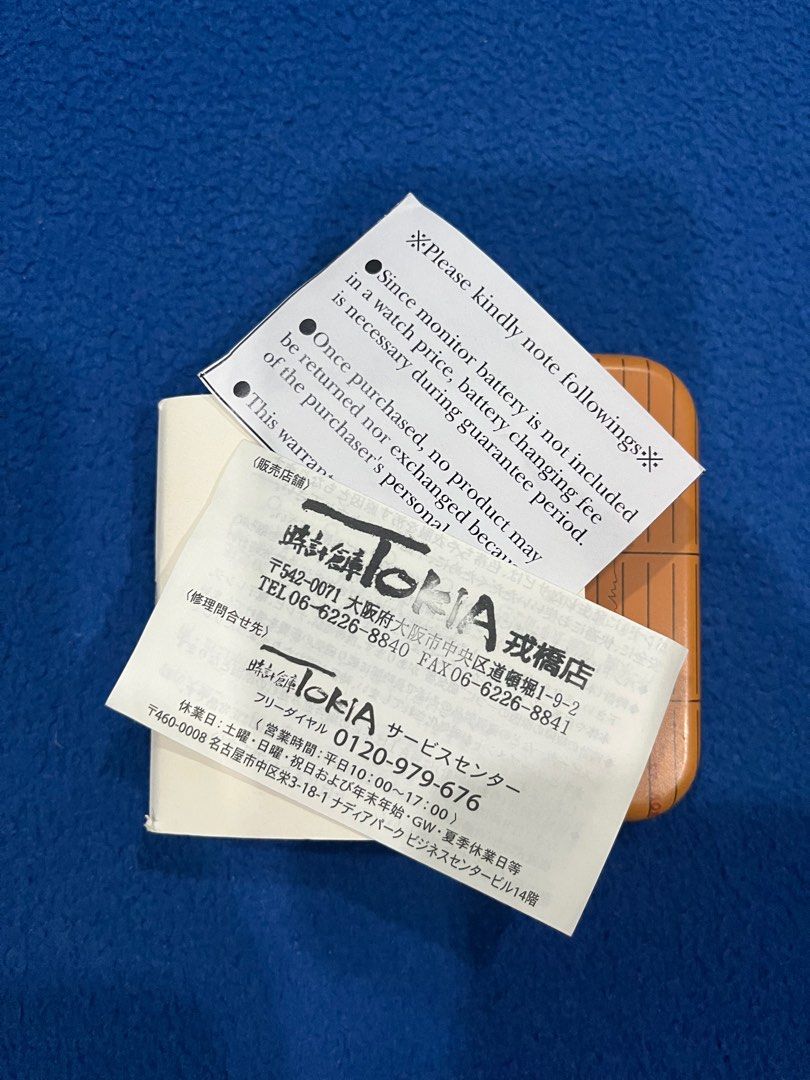 ※Please kindly note followings※
●Since monitor battery is not included
in a watch price, battery changing fee
is necessary during guarantee period.
●Once purchased, no product may
be returned nor exchanged
of the purchaser's personal
●This
〈販売店舗〉
時計倉庫TOKIA 戎橋店
〒542-0071 大阪府大阪市中央区道頓堀1-9-2
TEL 06-6226-8840 FAX 06-6226-8841
〈修理問合せ先〉
時計倉庫TOKIA サービスセンター
フリーダイヤル 0120-979-676
〈営業時間:平日10:00〜17:00〉
休業日:土曜・日曜・祝日および年末年始・GW・夏季休業日等
〒460-0008 名古屋市中区栄3-18-1 ナディアパーク ビジネスセンタービル14階